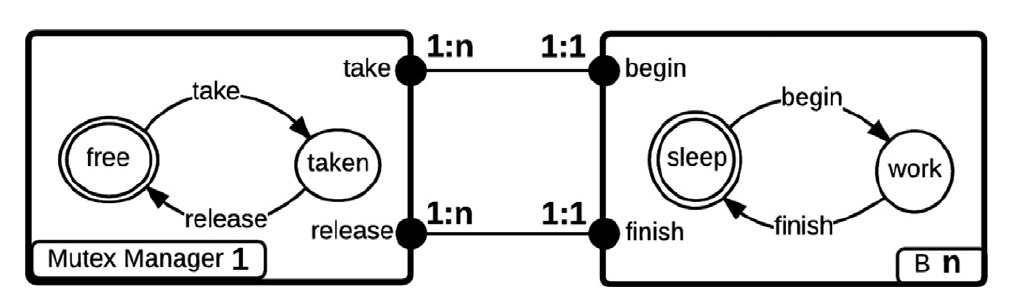 1:n 1:1
take begin
take begin
free taken sleep work
release finish
1:n 1:1
release finish
Mutex Manager 1 B n